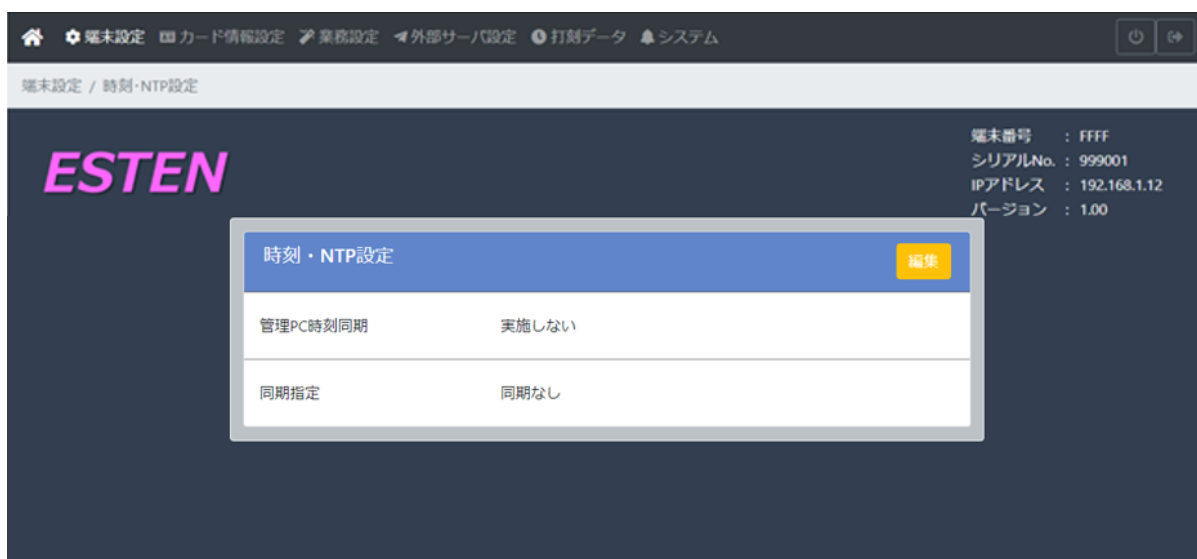 端末設定 カード情報設定 業務設定 外部サーバ設定 打刻データ システム
端末設定 / 時刻・NTP設定
ESTEN
端末番号 : FFFF
シリアルNo. : 999001
IPアドレス : 192.168.1.12
バージョン : 1.00
時刻・NTP設定 編集
管理PC時刻同期 実施しない
同期指定 同期なし